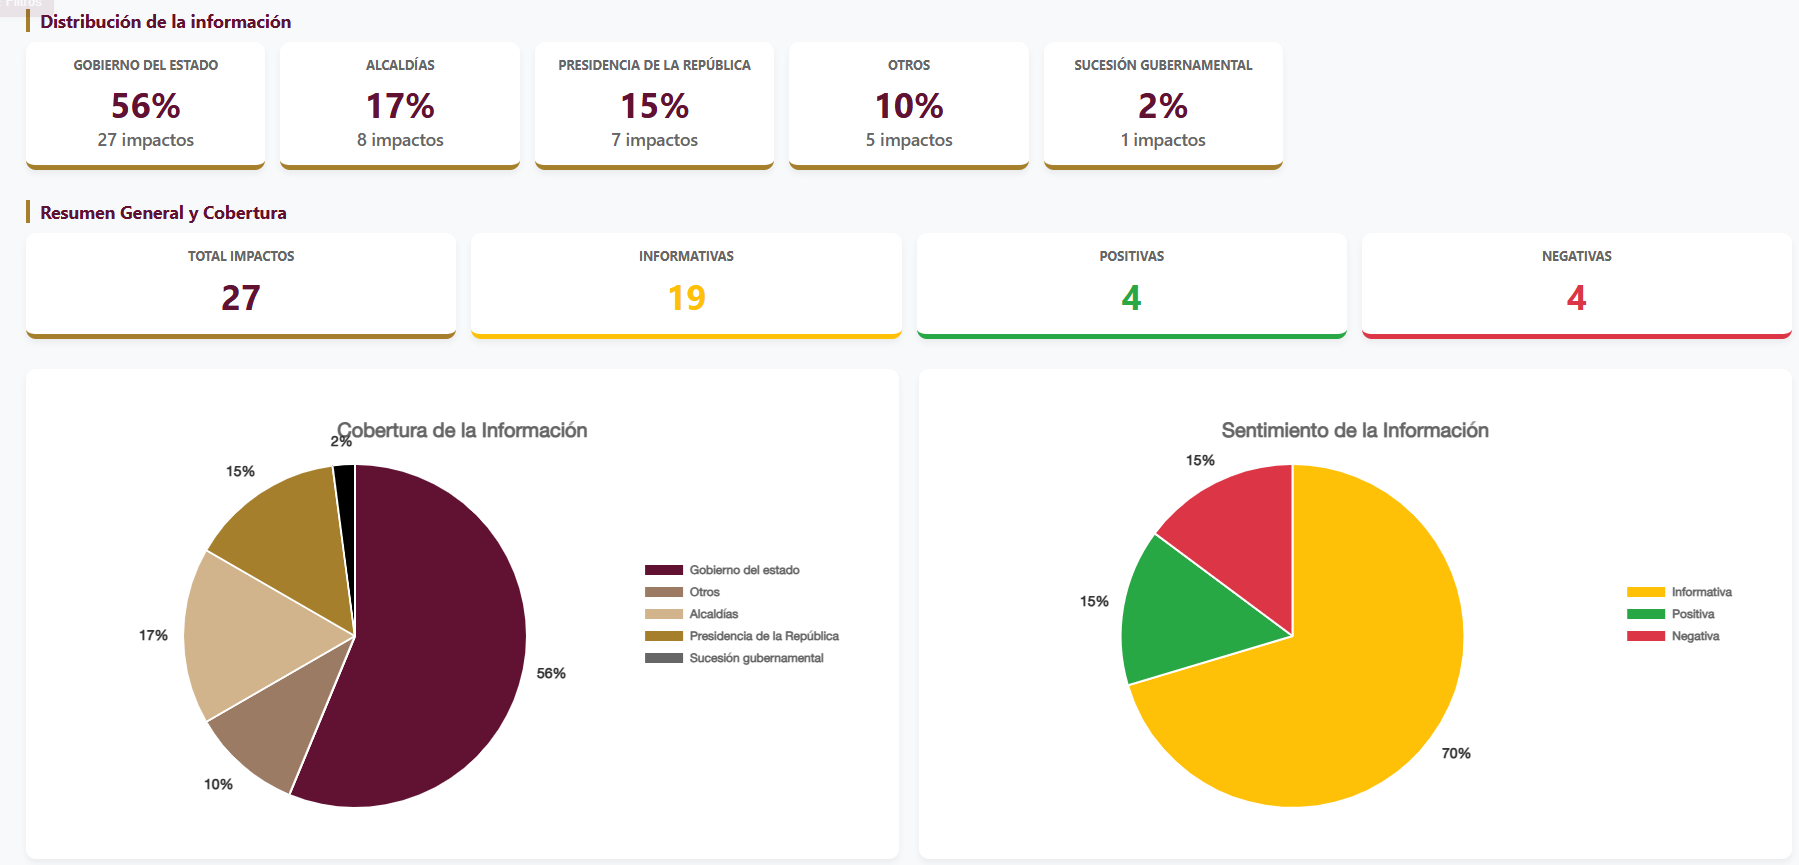 Filtros
Distribución de la información
GOBIERNO DEL ESTADO
56%
27 impactos
ALCALDÍAS
17%
8 impactos
PRESIDENCIA DE LA REPÚBLICA
15%
7 impactos
OTROS
10%
5 impactos
SUCESIÓN GUBERNAMENTAL
2%
1 impactos
Resumen General y Cobertura
TOTAL IMPACTOS
27
INFORMATIVAS
19
POSITIVAS
4
NEGATIVAS
4
Cobertura de la Información
2%
15%
17%
10%
56%
Gobierno del estado
Otros
Alcaldías
Presidencia de la República
Sucesión gubernamental
Sentimiento de la Información
15%
15%
70%
Informativa
Positiva
Negativa